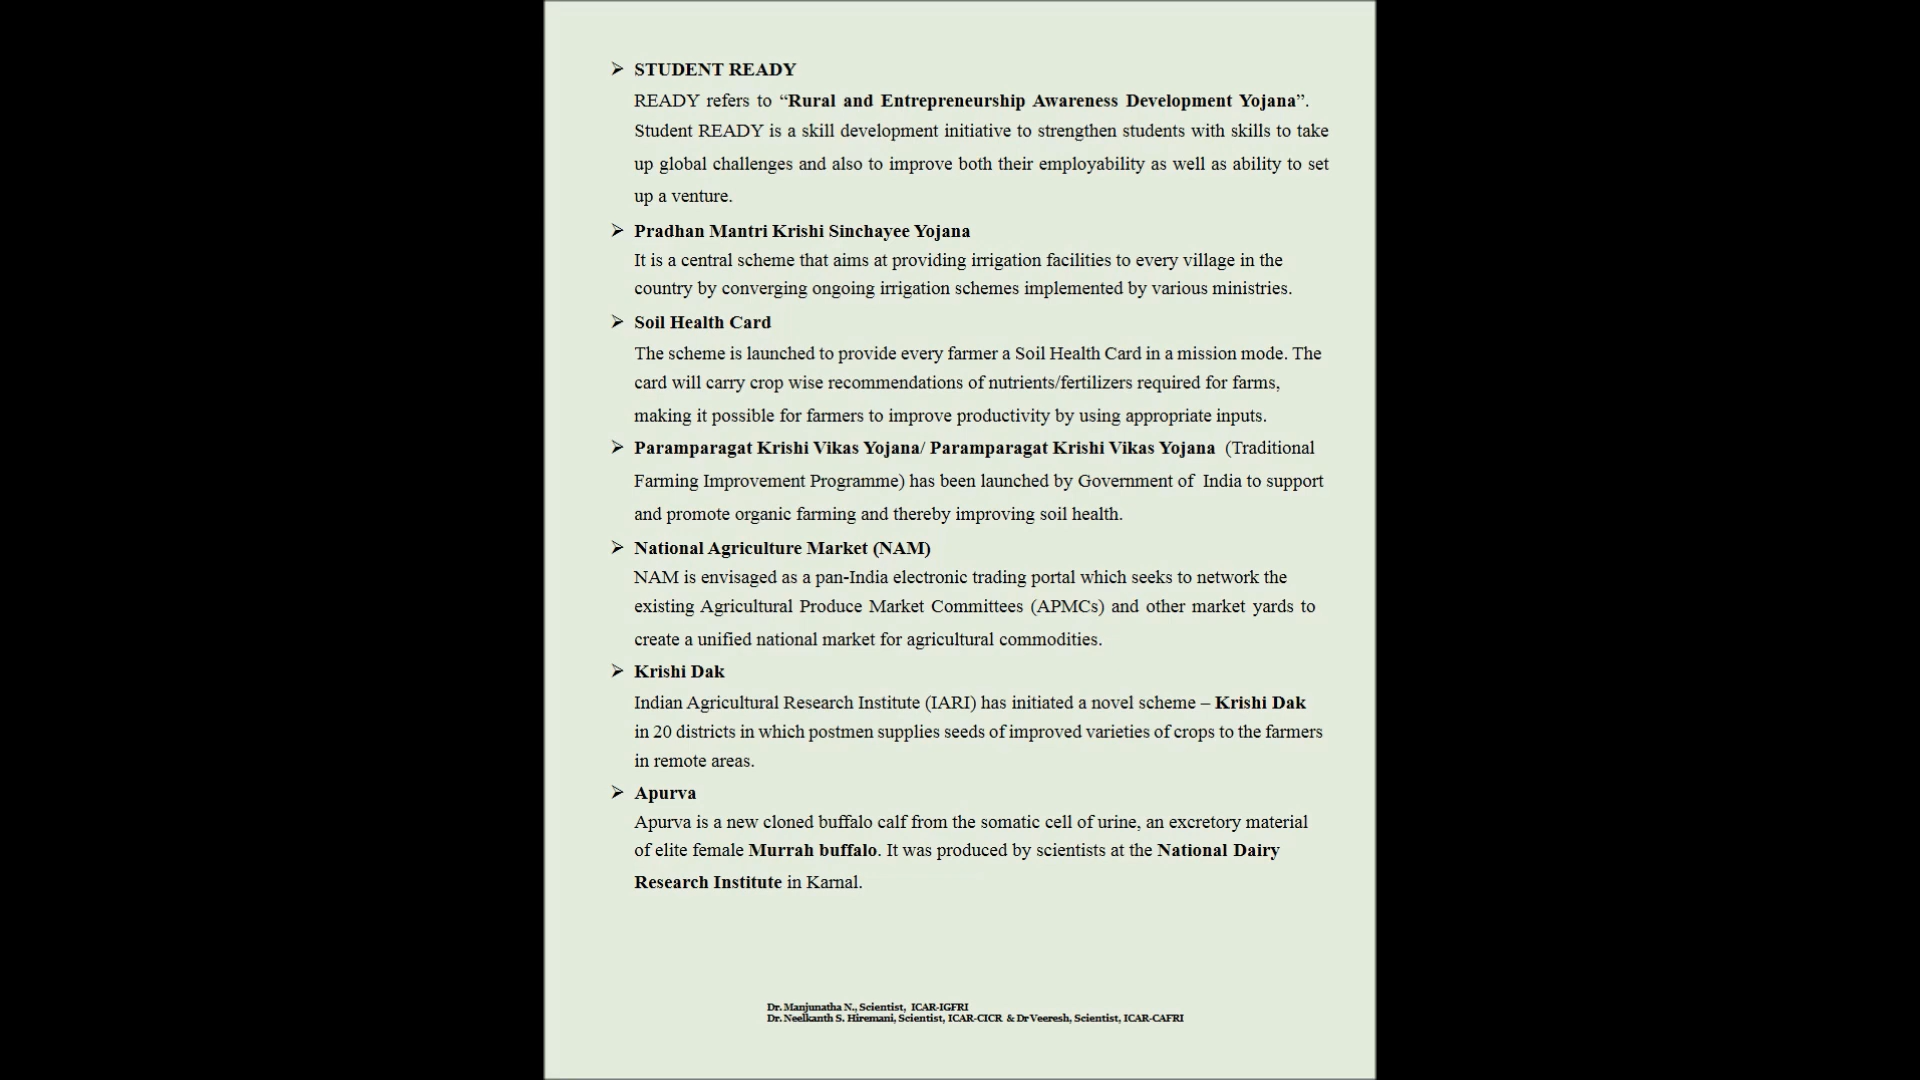 ➢ STUDENT READY
READY refers to “Rural and Entrepreneurship Awareness Development Yojana”.
Student READY is a skill development initiative to strengthen students with skills to take
up global challenges and also to improve both their employability as well as ability to set
up a venture.
➢ Pradhan Mantri Krishi Sinchayee Yojana
It is a central scheme that aims at providing irrigation facilities to every village in the
country by converging ongoing irrigation schemes implemented by various ministries.
➢ Soil Health Card
The scheme is launched to provide every farmer a Soil Health Card in a mission mode. The
card will carry crop wise recommendations of nutrients/fertilizers required for farms,
making it possible for farmers to improve productivity by using appropriate inputs.
➢ Paramparagat Krishi Vikas Yojana/ Paramparagat Krishi Vikas Yojana (Traditional
Farming Improvement Programme) has been launched by Government of India to support
and promote organic farming and thereby improving soil health.
➢ National Agriculture Market (NAM)
NAM is envisaged as a pan-India electronic trading portal which seeks to network the
existing Agricultural Produce Market Committees (APMCs) and other market yards to
create a unified national market for agricultural commodities.
➢ Krishi Dak
Indian Agricultural Research Institute (IARI) has initiated a novel scheme – Krishi Dak
in 20 districts in which postmen supplies seeds of improved varieties of crops to the farmers
in remote areas.
➢ Apurva
Apurva is a new cloned buffalo calf from the somatic cell of urine, an excretory material
of elite female Murrah buffalo. It was produced by scientists at the National Dairy
Research Institute in Karnal.
Dr. Manjunatha N., Scientist, ICAR-IGFRI
Dr. Neelkanth S. Hiremani, Scientist, ICAR-CICR & Dr Veeresh, Scientist, ICAR-CAFRI